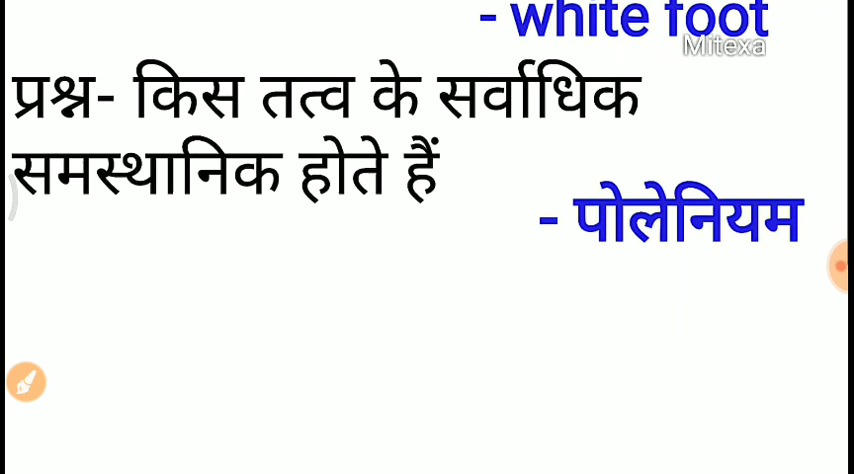 - white foot
Mitexa
प्रश्न- किस तत्व के सर्वाधिक
समस्थानिक होते हैं
- पोलेनियम